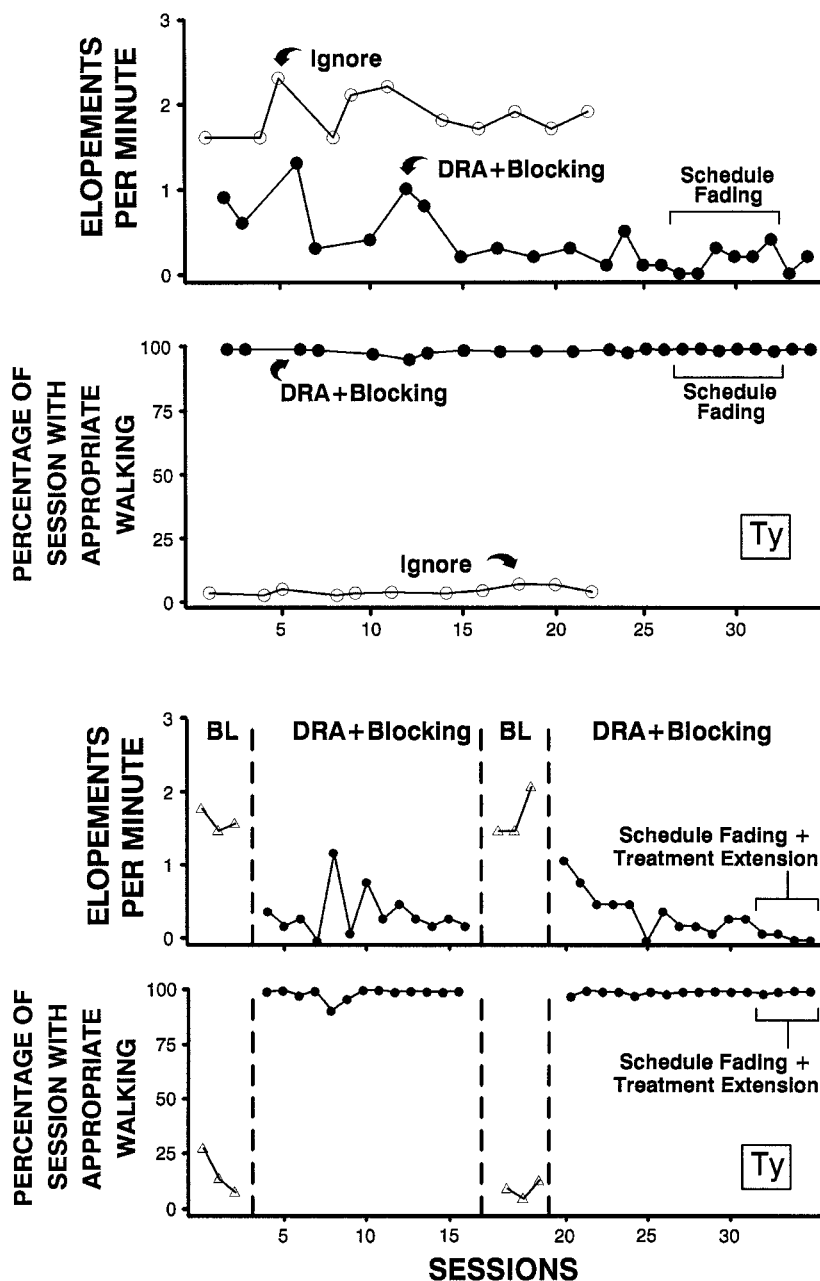 ELOPEMENTS
PER MINUTE
3
2
1
0
Ignore
DRA+Blocking
Schedule
Fading
PERCENTAGE OF
SESSION WITH
APPROPRIATE
WALKING
100
75
50
25
0
DRA+Blocking
Schedule
Fading
Ignore
Ty
5 10 15 20 25 30
ELOPEMENTS
PER MINUTE
3
2
1
0
BL DRA+Blocking BL DRA+Blocking
Schedule Fading +
Treatment Extension
PERCENTAGE OF
SESSION WITH
APPROPRIATE
WALKING
100
75
50
25
0
Schedule Fading +
Treatment Extension
Ty
5 10 15 20 25 30
SESSIONS